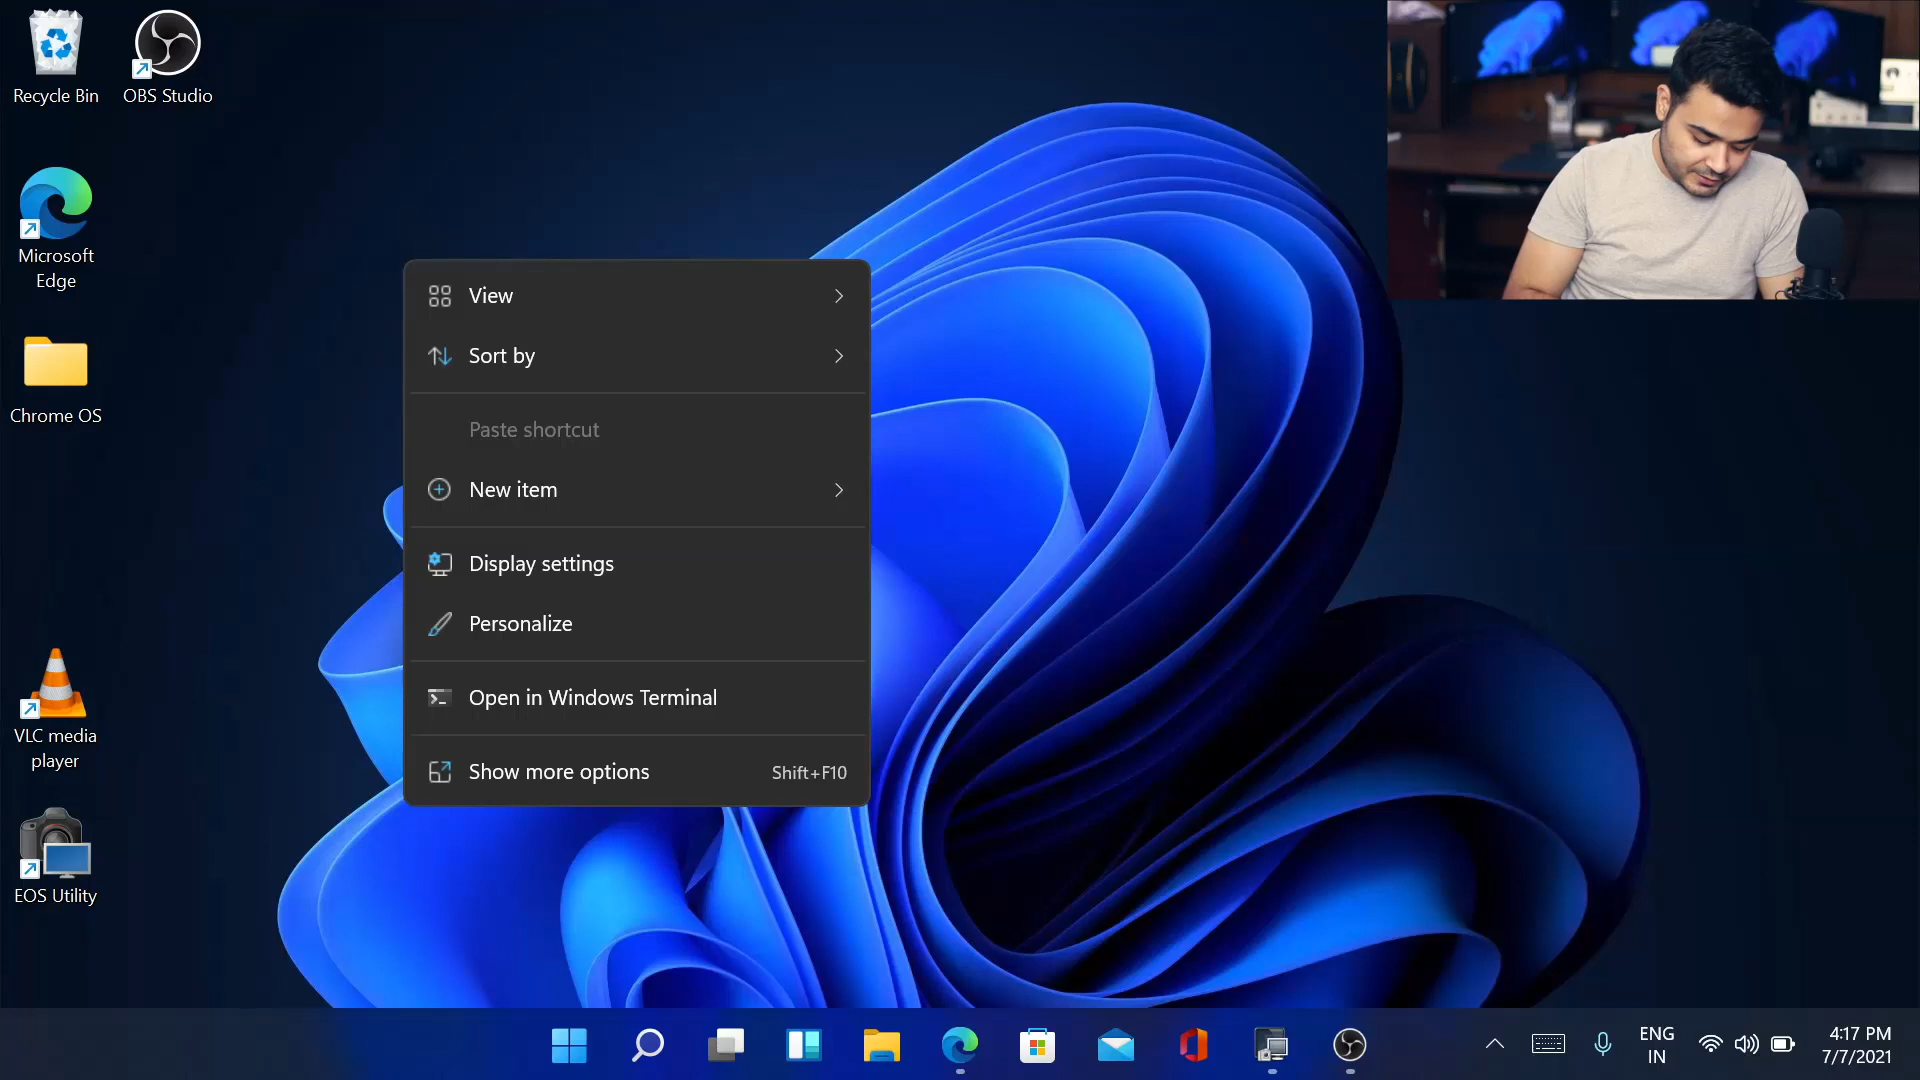 Recycle Bin
OBS Studio
Microsoft
Edge
Chrome OS
VLC media
player
EOS Utility
View
Sort by
Paste shortcut
New item
Display settings
Personalize
Open in Windows Terminal
Show more options Shift+F10
ENG
IN
4:17 PM
7/7/2021